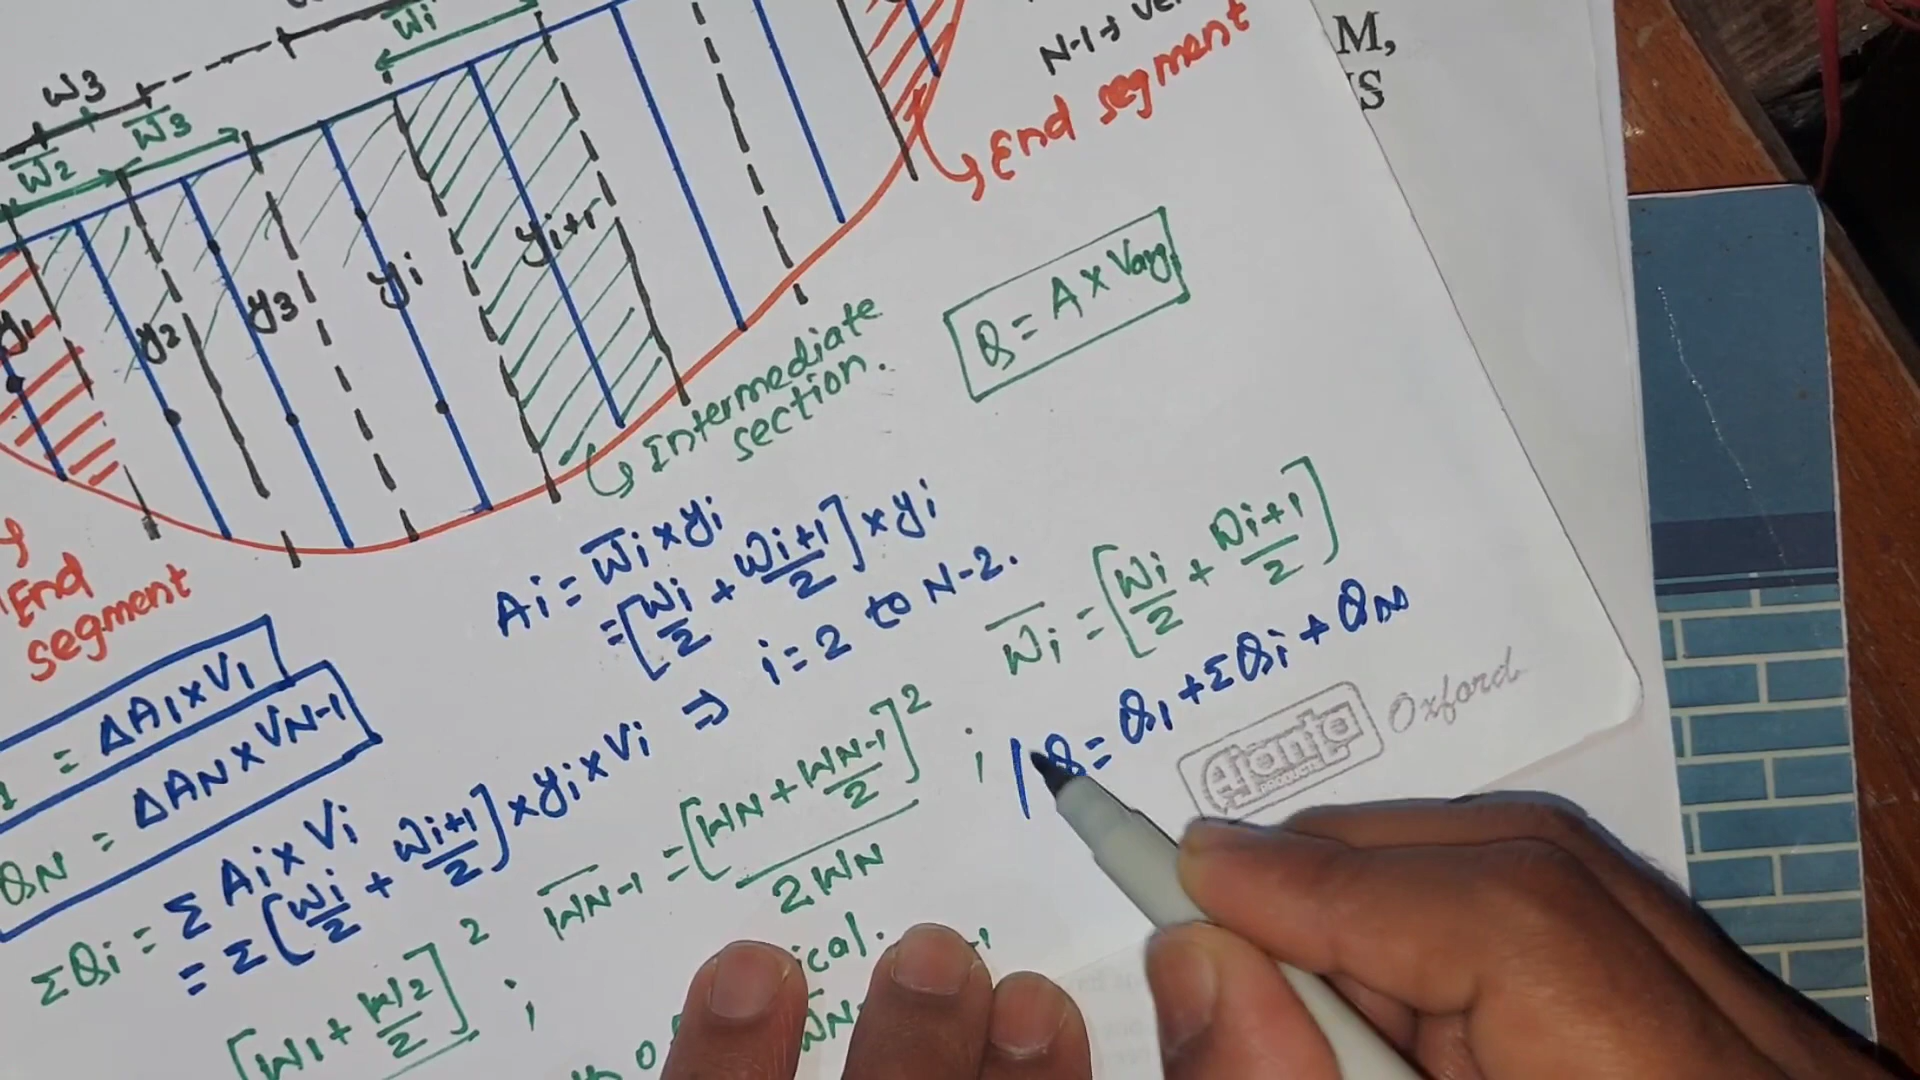 W̅i
N-1→
W3
W̅3
W̅2
End segment
M,
S
yi+1
yi
y3
y2
y1
Q = A × Vavg.
Intermediate
section.
End
segment
Ai = W̅i × yi
= [Wi/2 + Wi+1/2] × yi
⇒ i = 2 to N-2.
W̅i = [Wi/2 + Wi+1/2]
Q = Q1 + ΣQi + QN
Ajanta
PRODUCT
Oxford
= ΔA1 × V1
QN = ΔAN × VN-1
ΣQi = Σ Ai × Vi
= Σ [Wi/2 + Wi+1/2] × yi × Vi
W̅N-1 = [WN + WN-1/2]² / 2WN ;
[W1 + W2/2]² ;
ical.